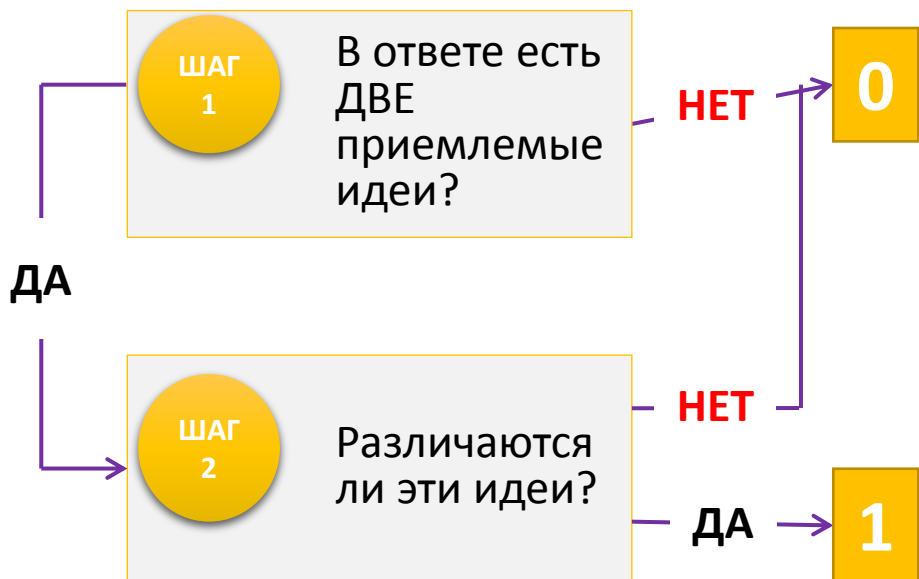 ШАГ
1
В ответе есть
ДВЕ
приемлемые
идеи?
НЕТ
0
ДА
ШАГ
2
Различаются
ли эти идеи?
НЕТ
ДА
1